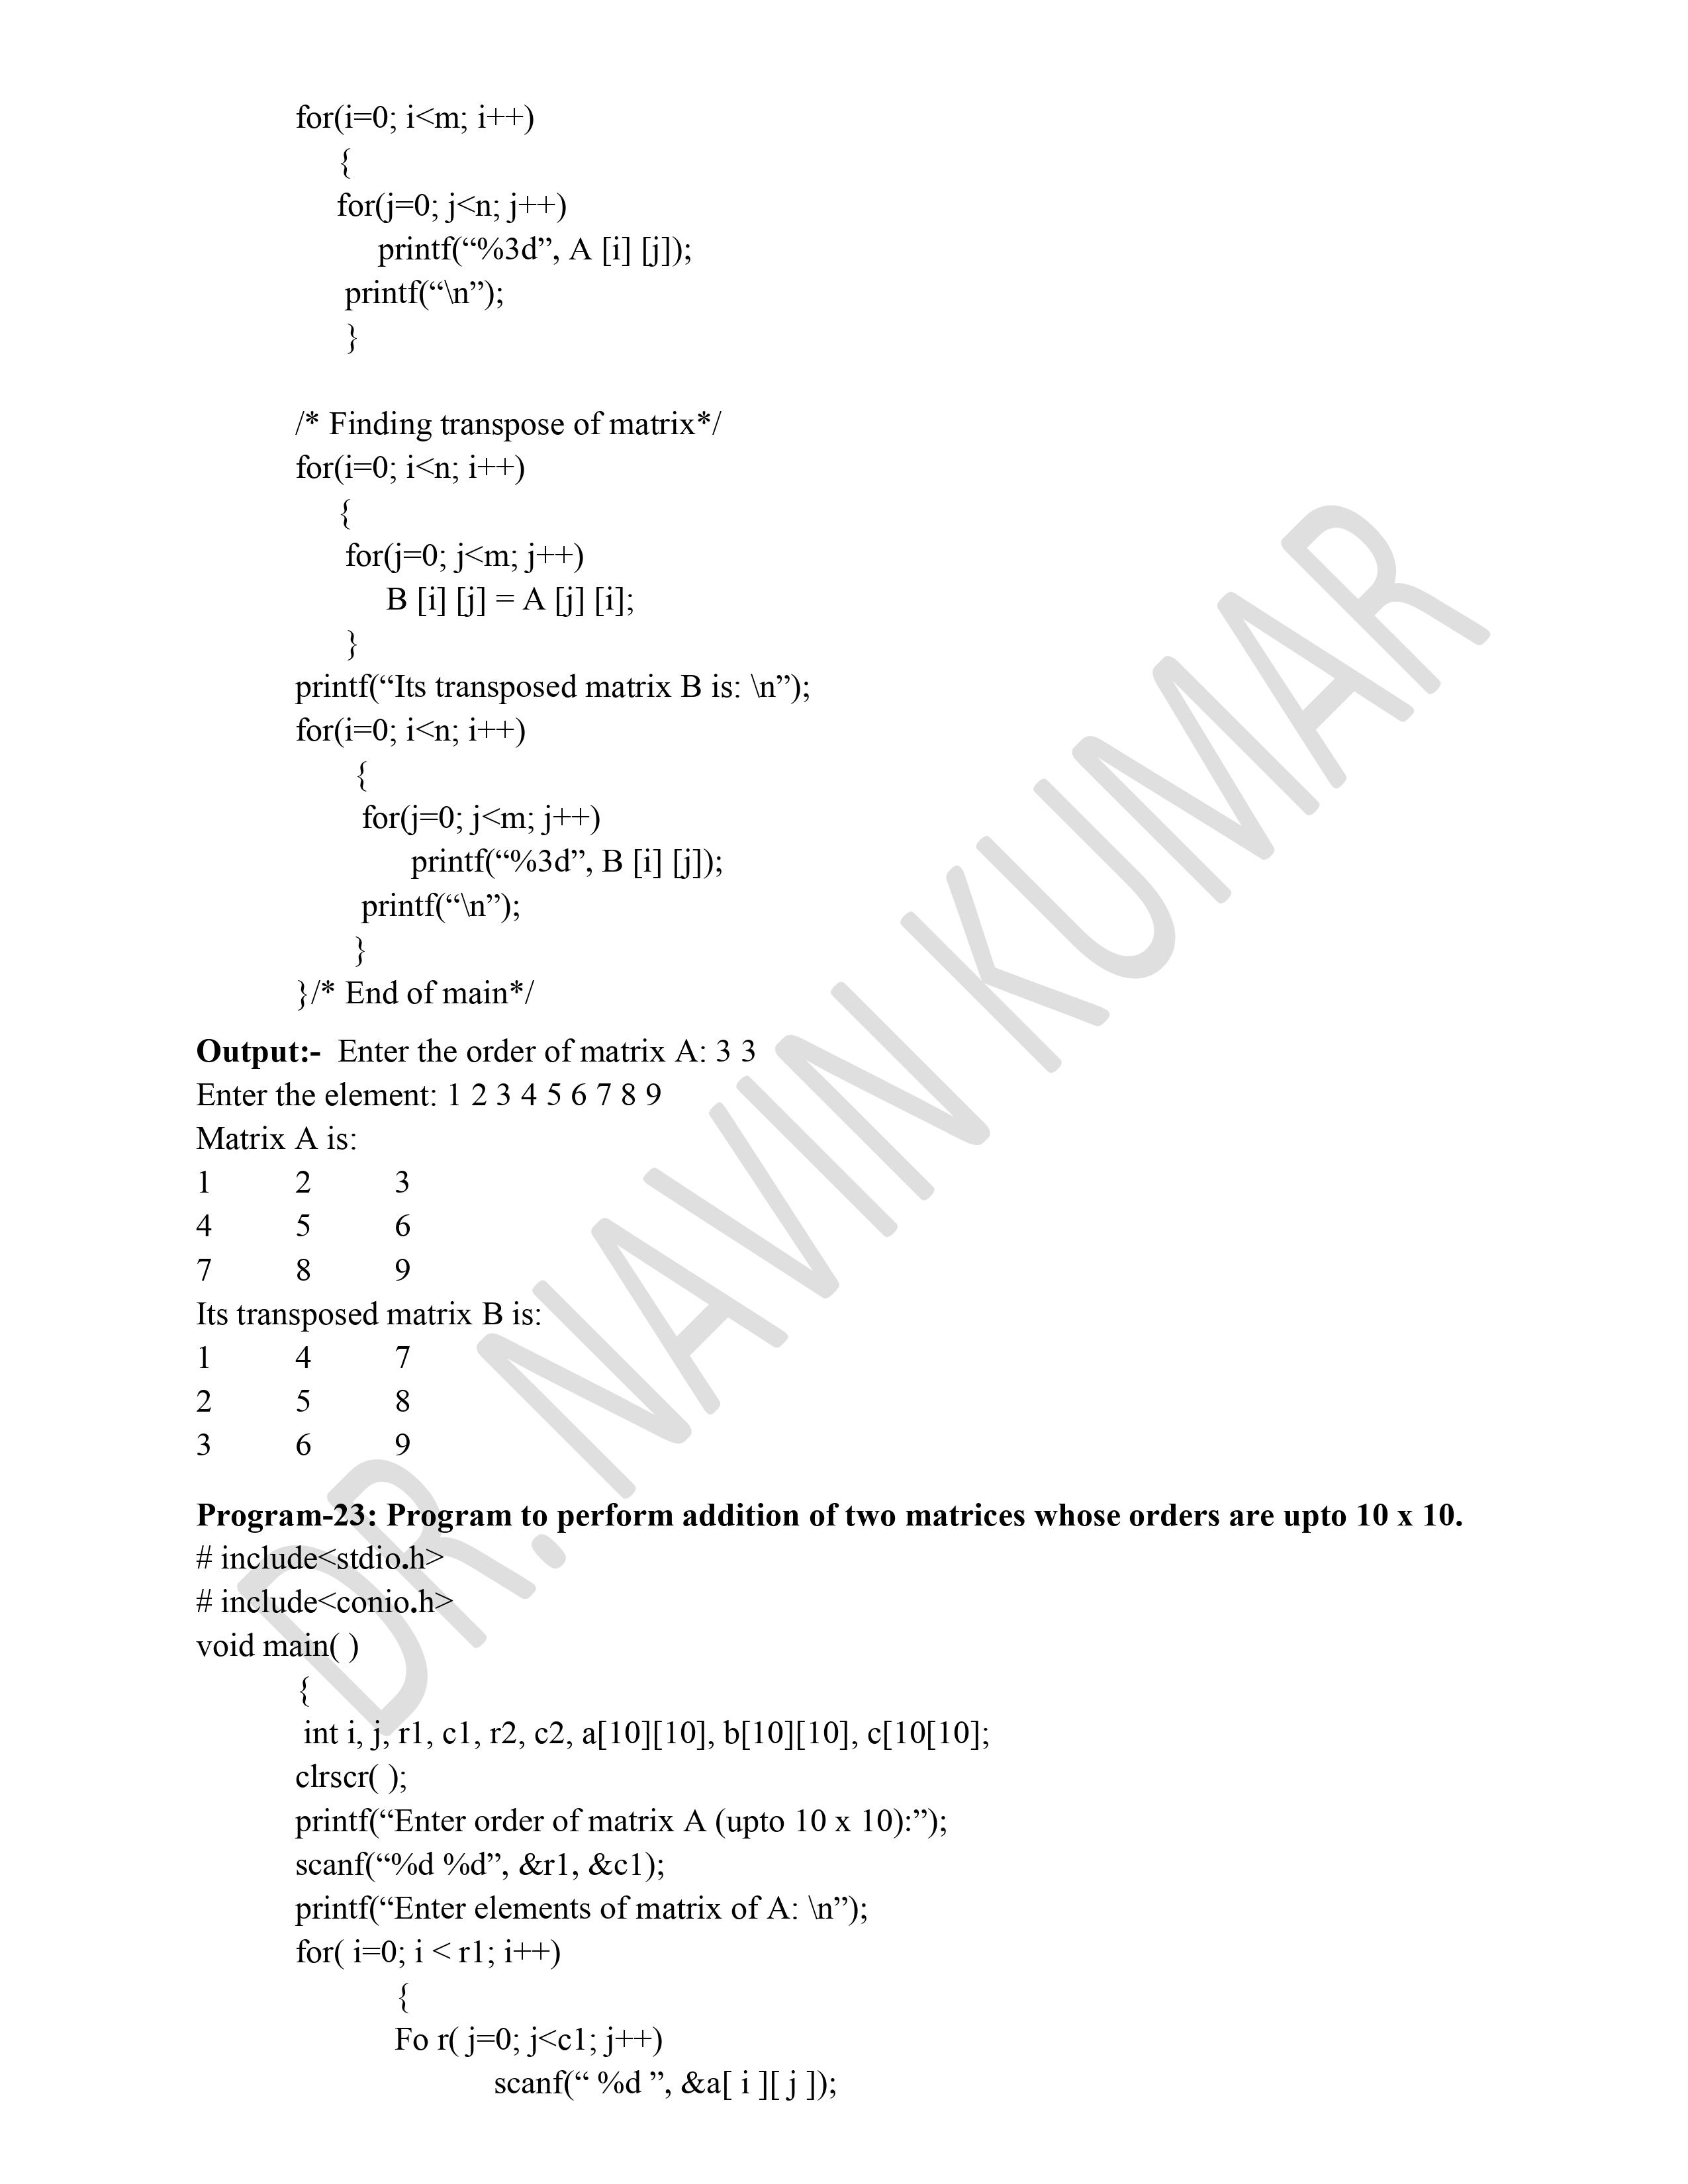 for(i=0; i<m; i++)
{
for(j=0; j<n; j++)
printf(“%3d”, A [i] [j]);
printf(“\n”);
}
/* Finding transpose of matrix*/
for(i=0; i<n; i++)
{
for(j=0; j<m; j++)
B [i] [j] = A [j] [i];
}
printf(“Its transposed matrix B is: \n”);
for(i=0; i<n; i++)
{
for(j=0; j<m; j++)
printf(“%3d”, B [i] [j]);
printf(“\n”);
}
}/* End of main*/
Output:- Enter the order of matrix A: 3 3
Enter the element: 1 2 3 4 5 6 7 8 9
Matrix A is:
1 2 3
4 5 6
7 8 9
Its transposed matrix B is:
1 4 7
2 5 8
3 6 9
Program-23: Program to perform addition of two matrices whose orders are upto 10 x 10.
# include<stdio.h>
# include<conio.h>
void main( )
{
int i, j, r1, c1, r2, c2, a[10][10], b[10][10], c[10[10];
clrscr( );
printf(“Enter order of matrix A (upto 10 x 10):”);
scanf(“%d %d”, &r1, &c1);
printf(“Enter elements of matrix of A: \n”);
for( i=0; i < r1; i++)
{
Fo r( j=0; j<c1; j++)
scanf(“ %d ”, &a[ i ][ j ]);
DR. NAVIN KUMAR